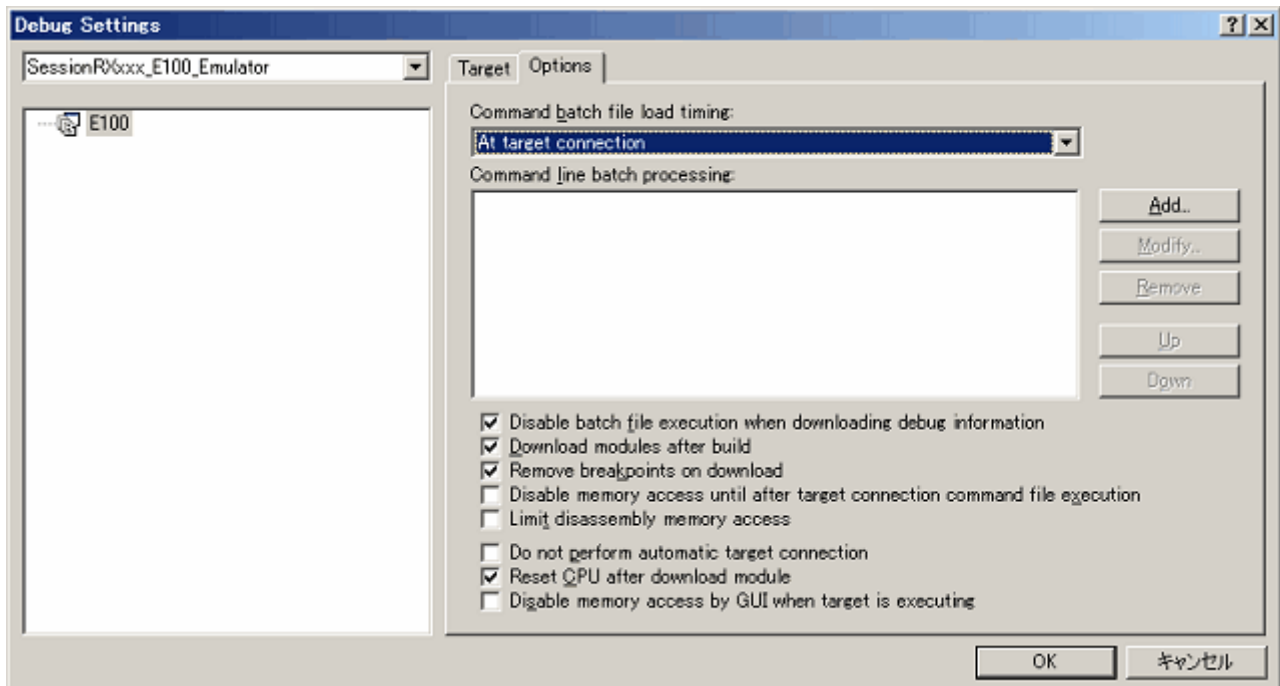 Debug Settings
SessionRXxxx_E100_Emulator
E100
Target
Options
Command batch file load timing:
At target connection
Command line batch processing:
Add...
Modify...
Remove
Up
Down
Disable batch file execution when downloading debug information
Download modules after build
Remove breakpoints on download
Disable memory access until after target connection command file execution
Limit disassembly memory access
Do not perform automatic target connection
Reset CPU after download module
Disable memory access by GUI when target is executing
OK
キャンセル